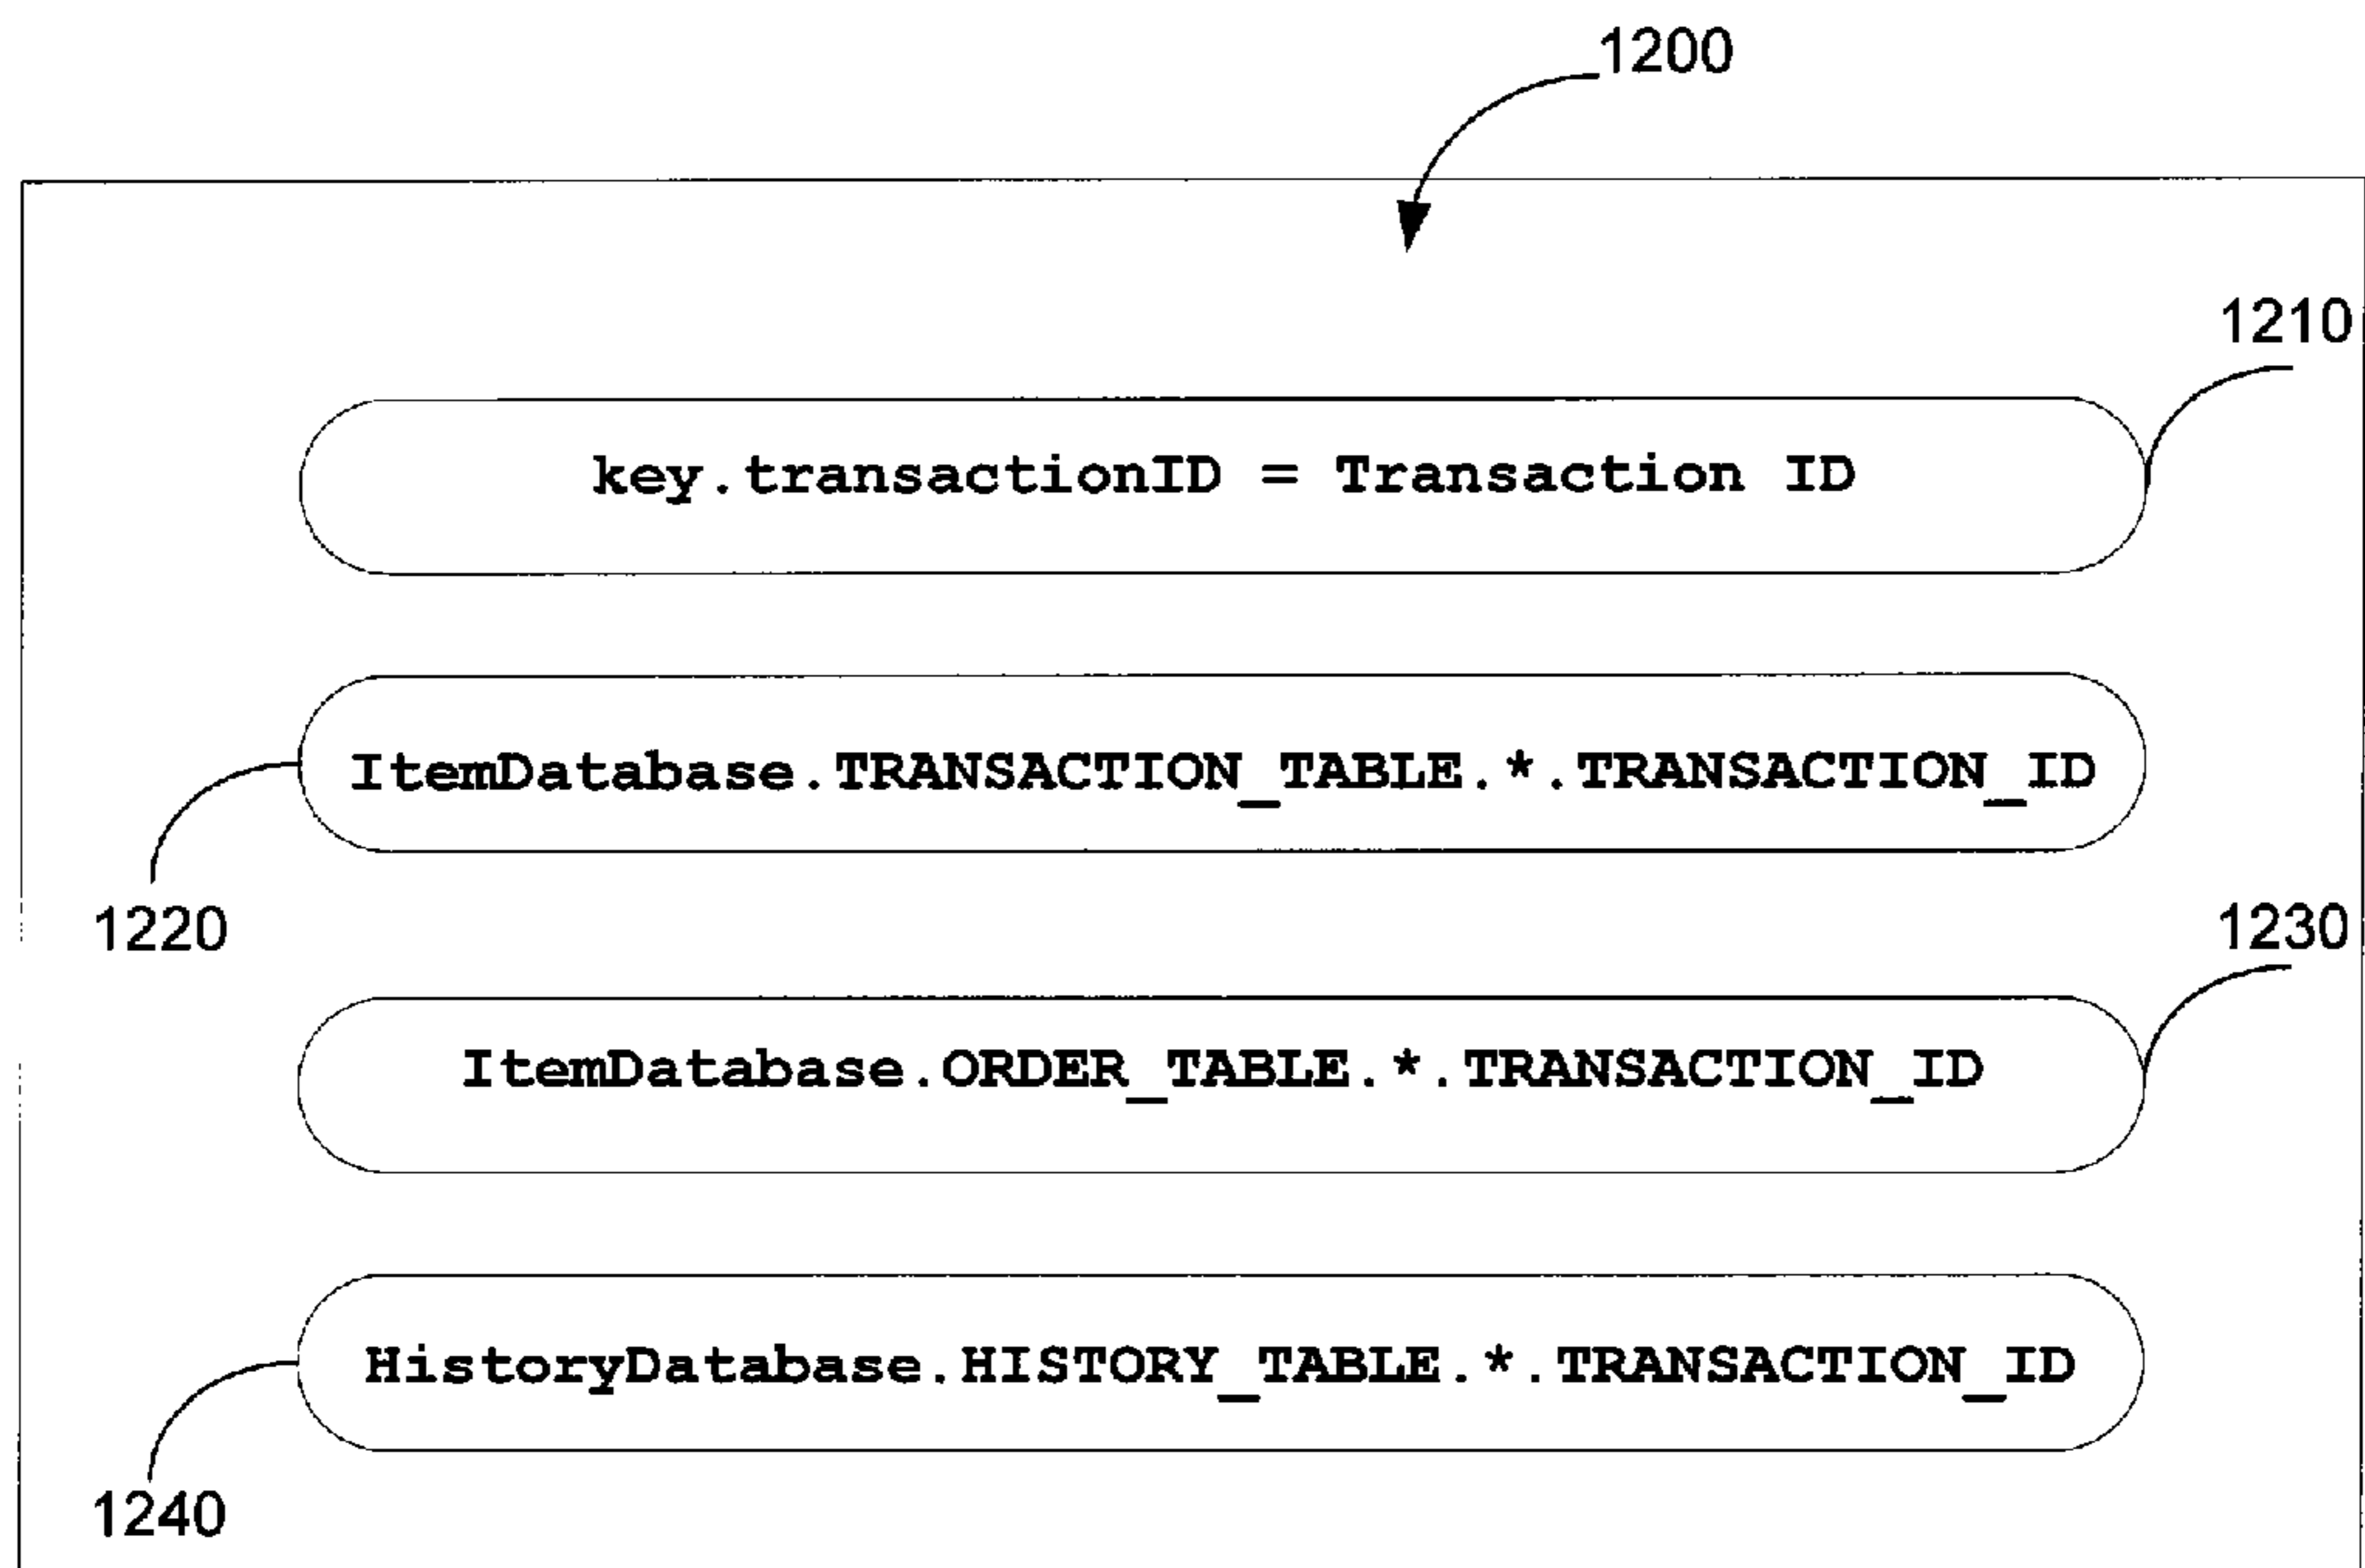 1200
1210
key.transactionID = Transaction ID
ItemDatabase.TRANSACTION_TABLE.*.TRANSACTION_ID
1220
1230
ItemDatabase.ORDER_TABLE.*.TRANSACTION_ID
HistoryDatabase.HISTORY_TABLE.*.TRANSACTION_ID
1240